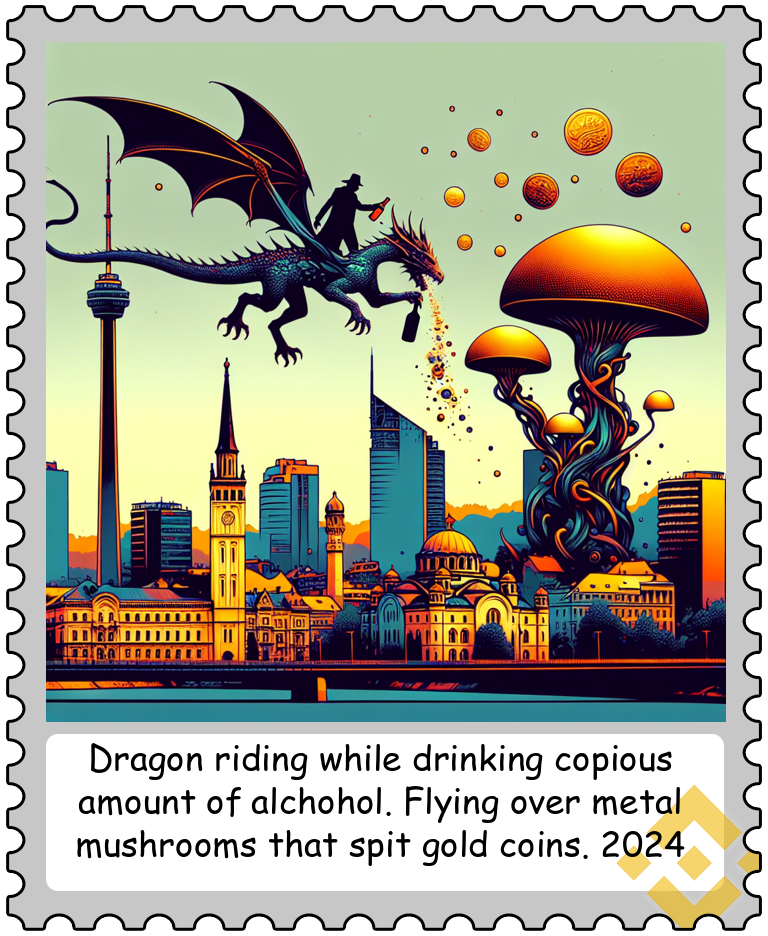 Dragon riding while drinking copious
amount of alchohol. Flying over metal
mushrooms that spit gold coins. 2024